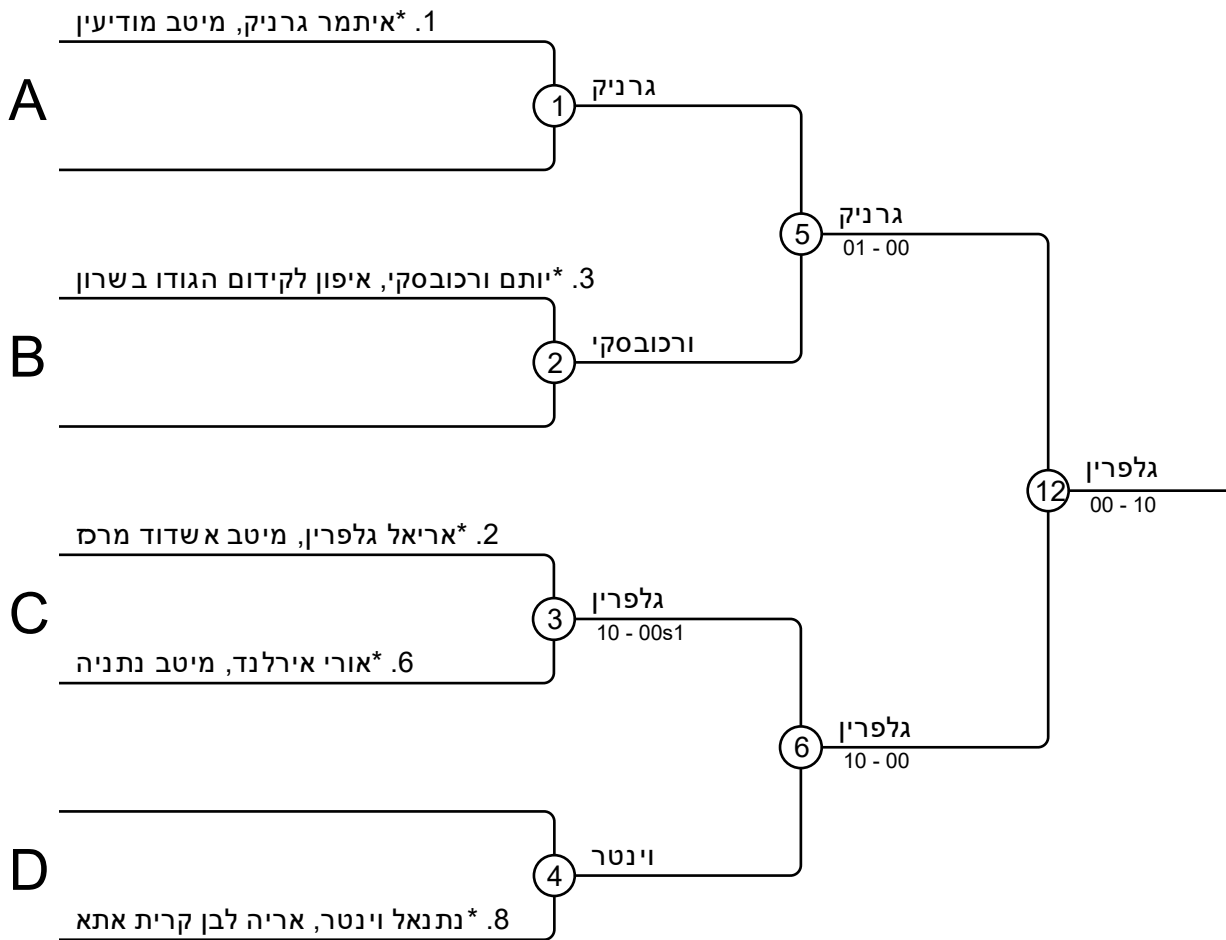 1. *איתמר גרניק, מיטב מודיעין
A
1
גרניק
גרניק
5
01 - 00
3. *יותם ורכובסקי, איפון לקידום הגודו בשרון
B
2
ורכובסקי
גלפרין
12
00 - 10
2. *אריאל גלפרין, מיטב אשדוד מרכז
C
3
גלפרין
10 - 00s1
6. *אורי אירלנד, מיטב נתניה
גלפרין
6
10 - 00
D
4
וינטר
8. *נתנאל וינטר, אריה לבן קרית אתא